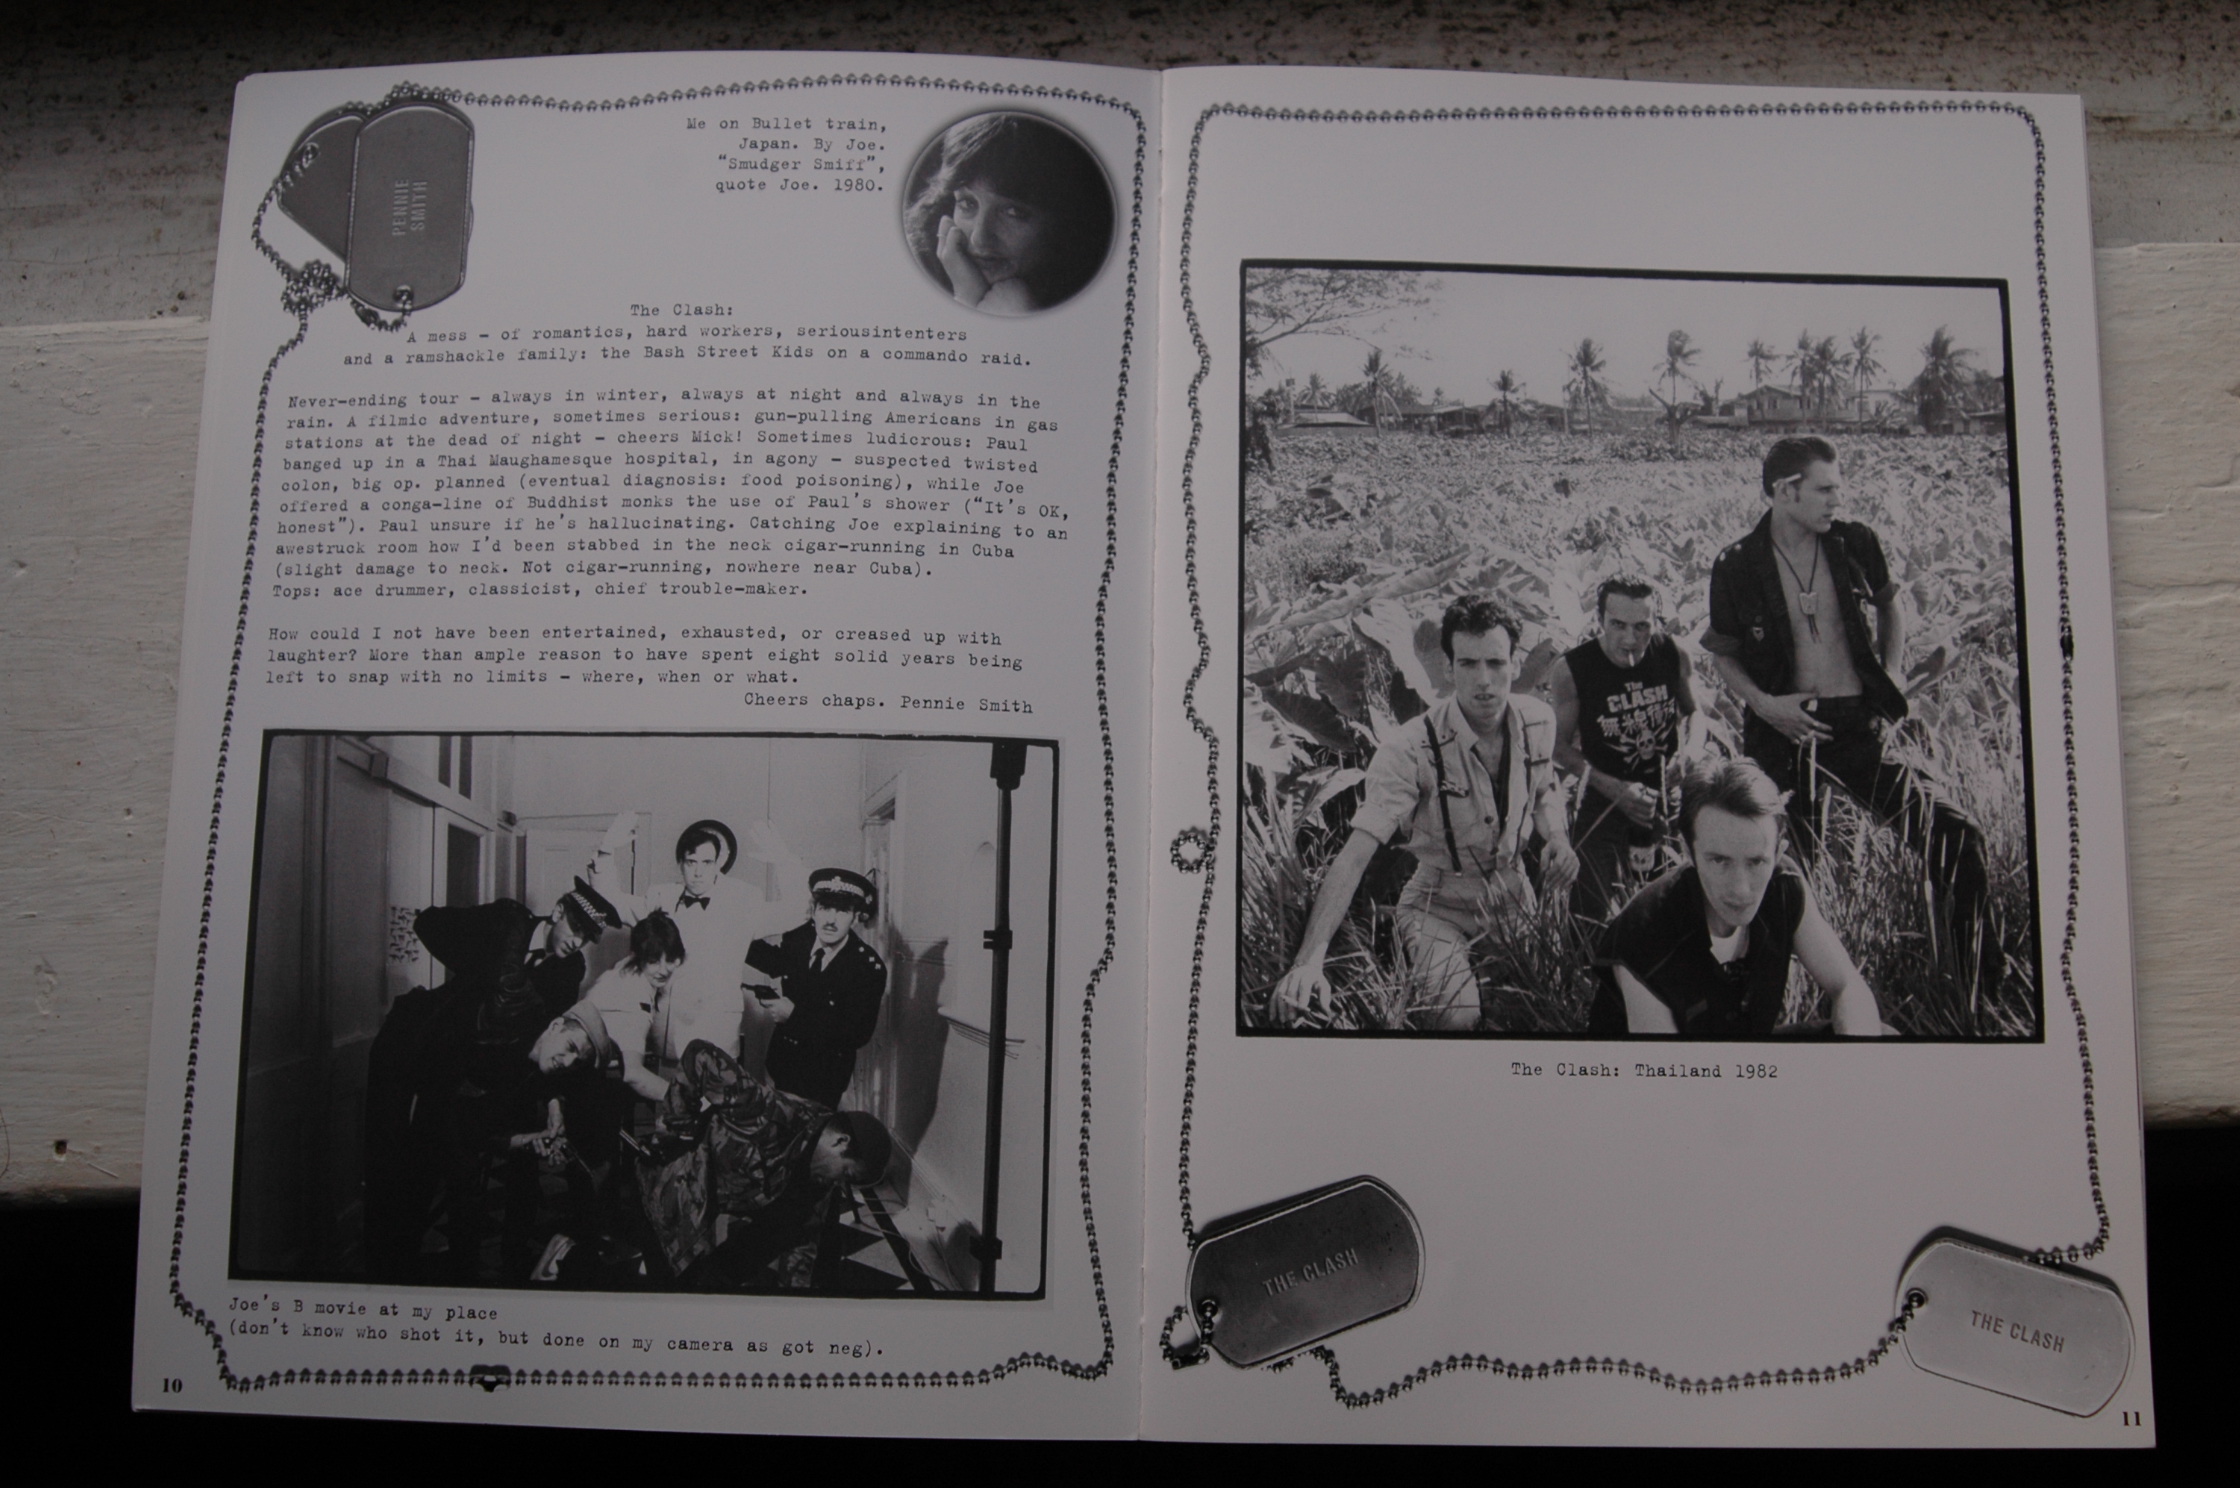 PENNIE
SMITH
Me on Bullet train,
Japan. By Joe.
“Smudger Smiff”,
quote Joe. 1980.
The Clash:
A mess – of romantics, hard workers, seriousintenters
and a ramshackle family: the Bash Street Kids on a commando raid.
Never-ending tour – always in winter, always at night and always in the
rain. A filmic adventure, sometimes serious: gun-pulling Americans in gas
stations at the dead of night – cheers Mick! Sometimes ludicrous: Paul
banged up in a Thai Maughamesque hospital, in agony – suspected twisted
colon, big op. planned (eventual diagnosis: food poisoning), while Joe
offered a conga-line of Buddhist monks the use of Paul's shower (“It's OK,
honest”). Paul unsure if he's hallucinating. Catching Joe explaining to an
awestruck room how I'd been stabbed in the neck cigar-running in Cuba
(slight damage to neck. Not cigar-running, nowhere near Cuba).
Tops: ace drummer, classicist, chief trouble-maker.
How could I not have been entertained, exhausted, or creased up with
laughter? More than ample reason to have spent eight solid years being
left to snap with no limits – where, when or what.
Cheers chaps. Pennie Smith
Joe's B movie at my place
(don't know who shot it, but done on my camera as got neg).
10
The
CLASH
The Clash: Thailand 1982
THE CLASH
THE CLASH
11